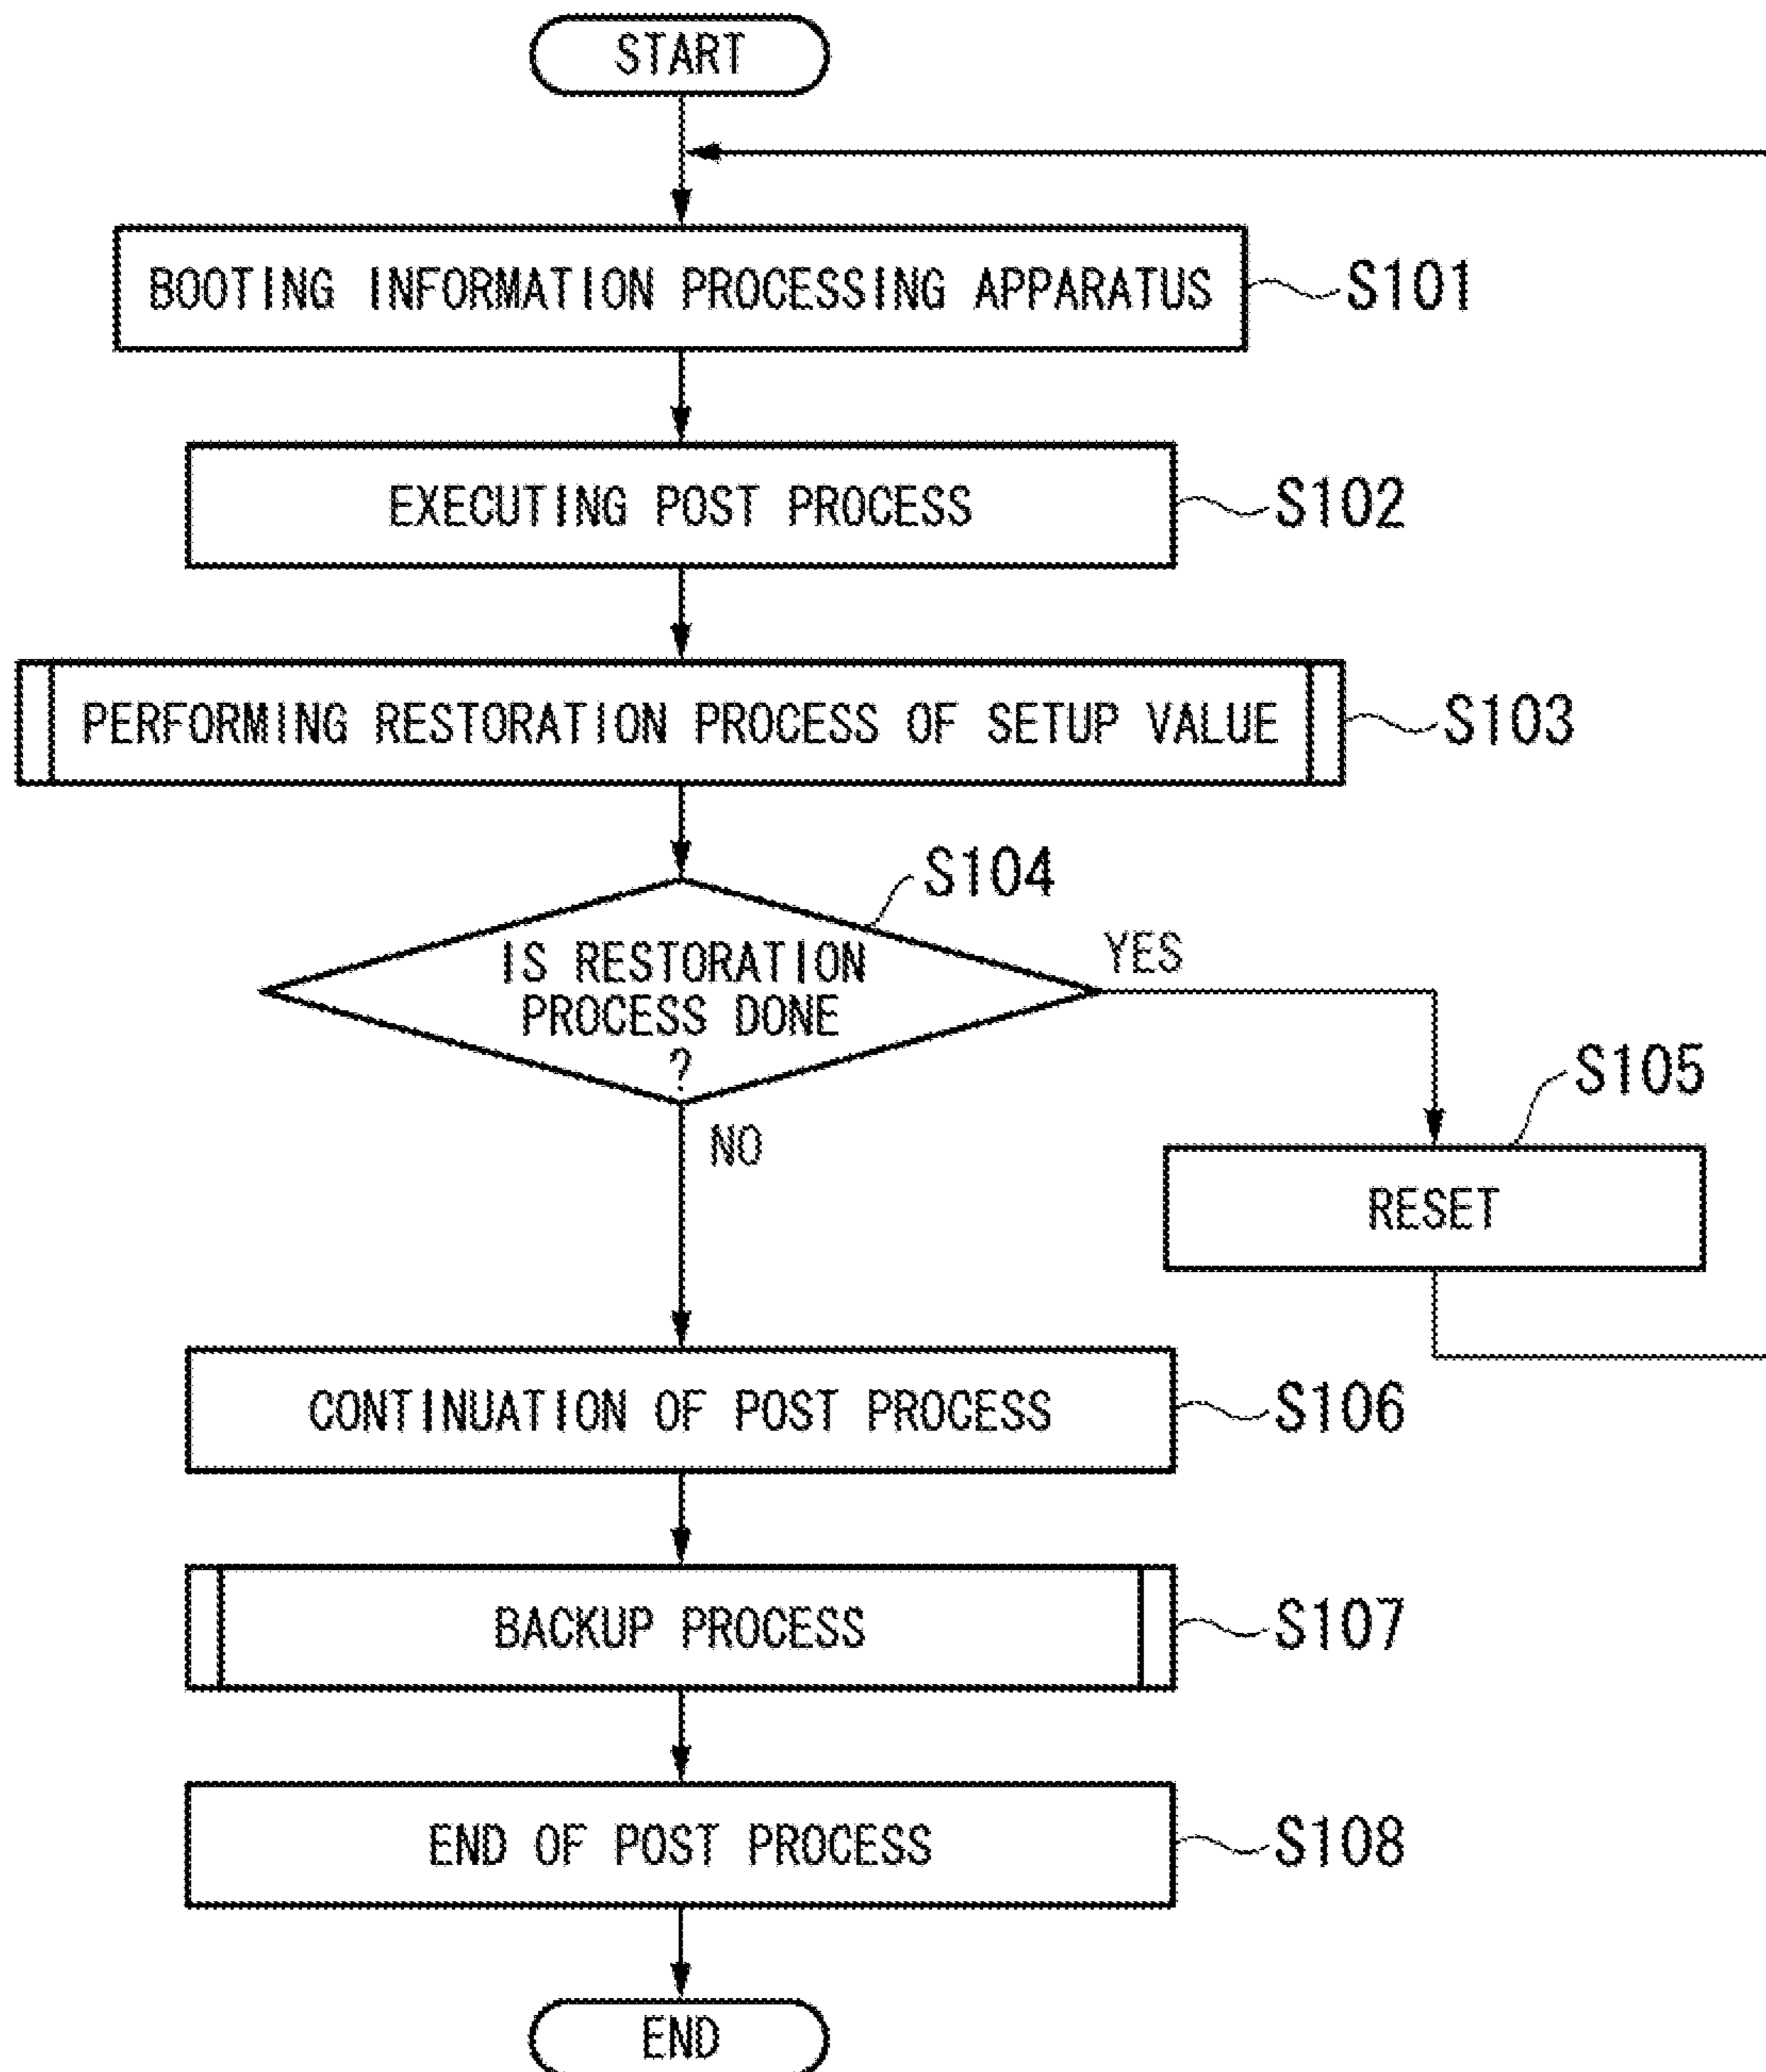 START
BOOTING INFORMATION PROCESSING APPARATUS
S101
EXECUTING POST PROCESS
S102
PERFORMING RESTORATION PROCESS OF SETUP VALUE
S103
S104
IS RESTORATION
PROCESS DONE
?
YES
NO
S105
RESET
CONTINUATION OF POST PROCESS
S106
BACKUP PROCESS
S107
END OF POST PROCESS
S108
END